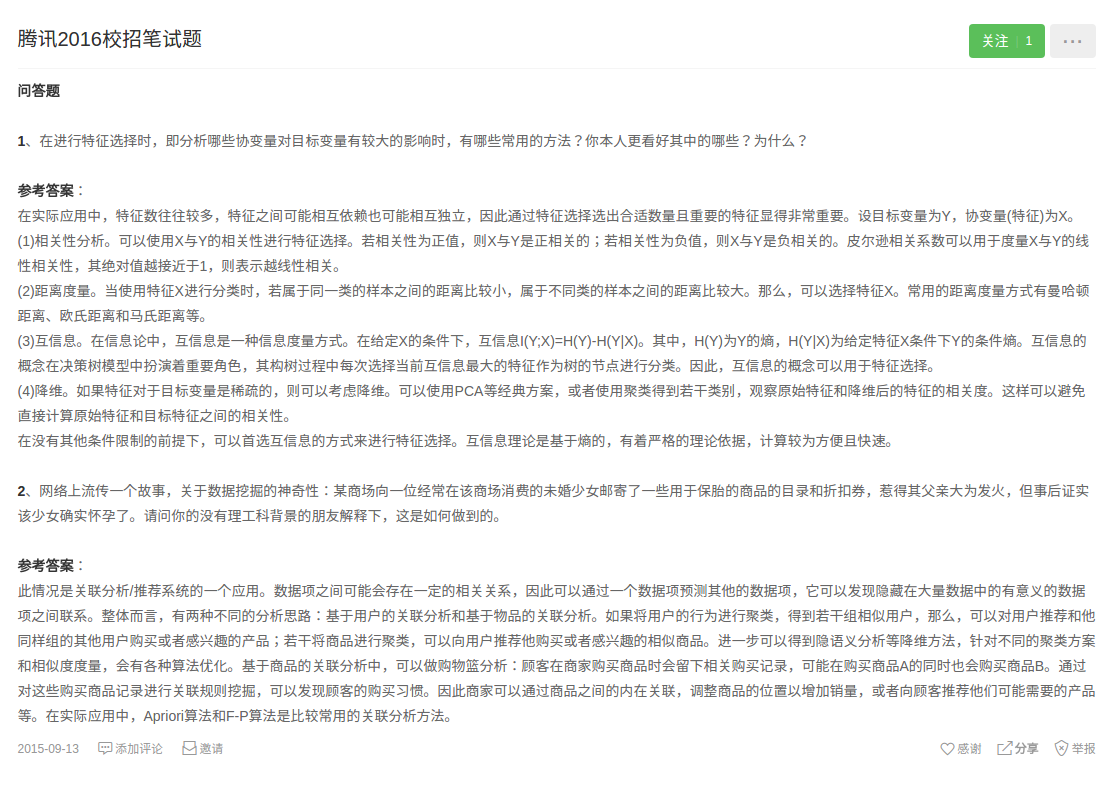 腾讯2016校招笔试题
关注 1
...
问答题
1、在进行特征选择时，即分析哪些协变量对目标变量有较大的影响时，有哪些常用的方法？你本人更看好其中的哪些？为什么？
参考答案：
在实际应用中，特征数往往较多，特征之间可能相互依赖也可能相互独立，因此通过特征选择选出合适数量且重要的特征显得非常重要。设目标变量为Y，协变量(特征)为X。
(1)相关性分析。可以使用X与Y的相关性进行特征选择。若相关性为正值，则X与Y是正相关的；若相关性为负值，则X与Y是负相关的。皮尔逊相关系数可以用于度量X与Y的线
性相关性，其绝对值越接近于1，则表示越线性相关。
(2)距离度量。当使用特征X进行分类时，若属于同一类的样本之间的距离比较小，属于不同类的样本之间的距离比较大。那么，可以选择特征X。常用的距离度量方式有曼哈顿
距离、欧氏距离和马氏距离等。
(3)互信息。在信息论中，互信息是一种信息度量方式。在给定X的条件下，互信息I(Y;X)=H(Y)-H(Y|X)。其中，H(Y)为Y的熵，H(Y|X)为给定特征X条件下Y的条件熵。互信息的
概念在决策树模型中扮演着重要角色，其构树过程中每次选择当前互信息最大的特征作为树的节点进行分类。因此，互信息的概念可以用于特征选择。
(4)降维。如果特征对于目标变量是稀疏的，则可以考虑降维。可以使用PCA等经典方案，或者使用聚类得到若干类别，观察原始特征和降维后的特征的相关度。这样可以避免
直接计算原始特征和目标特征之间的相关性。
在没有其他条件限制的前提下，可以首选互信息的方式来进行特征选择。互信息理论是基于熵的，有着严格的理论依据，计算较为方便且快速。
2、网络上流传一个故事，关于数据挖掘的神奇性：某商场向一位经常在该商场消费的未婚少女邮寄了一些用于保胎的商品的目录和折扣券，惹得其父亲大为发火，但事后证实
该少女确实怀孕了。请问你的没有理工科背景的朋友解释下，这是如何做到的。
参考答案：
此情况是关联分析/推荐系统的一个应用。数据项之间可能会存在一定的相关关系，因此可以通过一个数据项预测其他的数据项，它可以发现隐藏在大量数据中的有意义的数据
项之间联系。整体而言，有两种不同的分析思路：基于用户的关联分析和基于物品的关联分析。如果将用户的行为进行聚类，得到若干组相似用户，那么，可以对用户推荐和他
同样组的其他用户购买或者感兴趣的产品；若干将商品进行聚类，可以向用户推荐他购买或者感兴趣的相似商品。进一步可以得到隐语义分析等降维方法，针对不同的聚类方案
和相似度度量，会有各种算法优化。基于商品的关联分析中，可以做购物篮分析：顾客在商家购买商品时会留下相关购买记录，可能在购买商品A的同时也会购买商品B。通过
对这些购买商品记录进行关联规则挖掘，可以发现顾客的购买习惯。因此商家可以通过商品之间的内在关联，调整商品的位置以增加销量，或者向顾客推荐他们可能需要的产品
等。在实际应用中，Apriori算法和F-P算法是比较常用的关联分析方法。
2015-09-13 添加评论 邀请 感谢 分享 举报